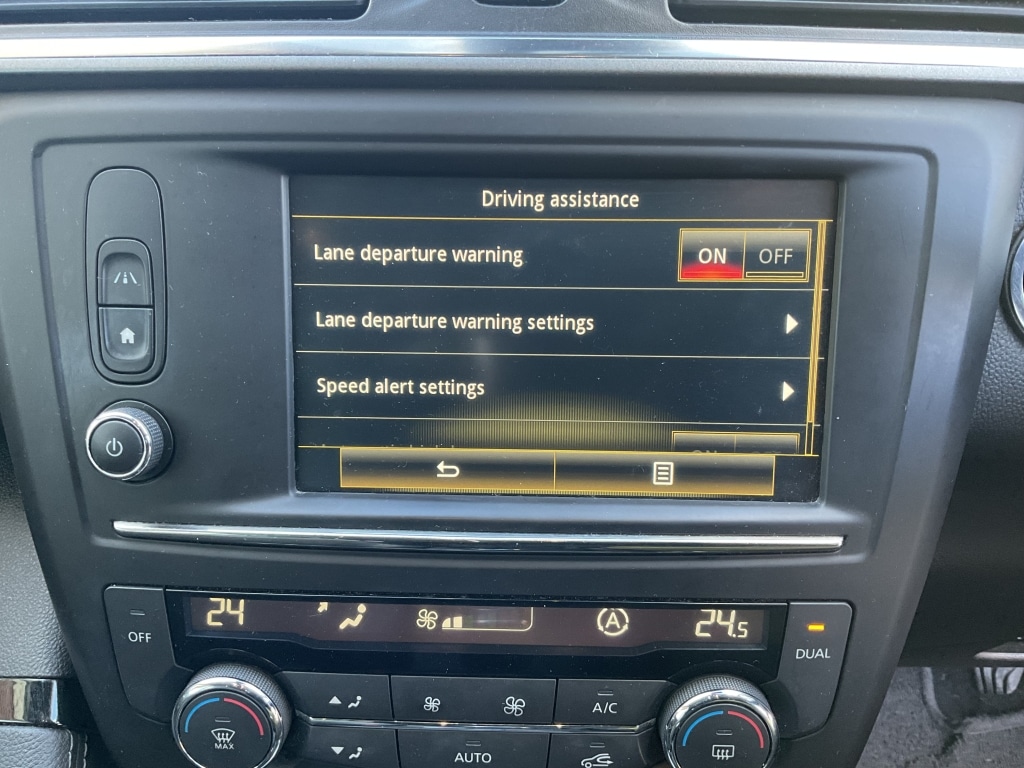 Driving assistance
Lane departure warning ON OFF
Lane departure warning settings
Speed alert settings
24 A 24.5
OFF
DUAL
A/C
MAX
AUTO